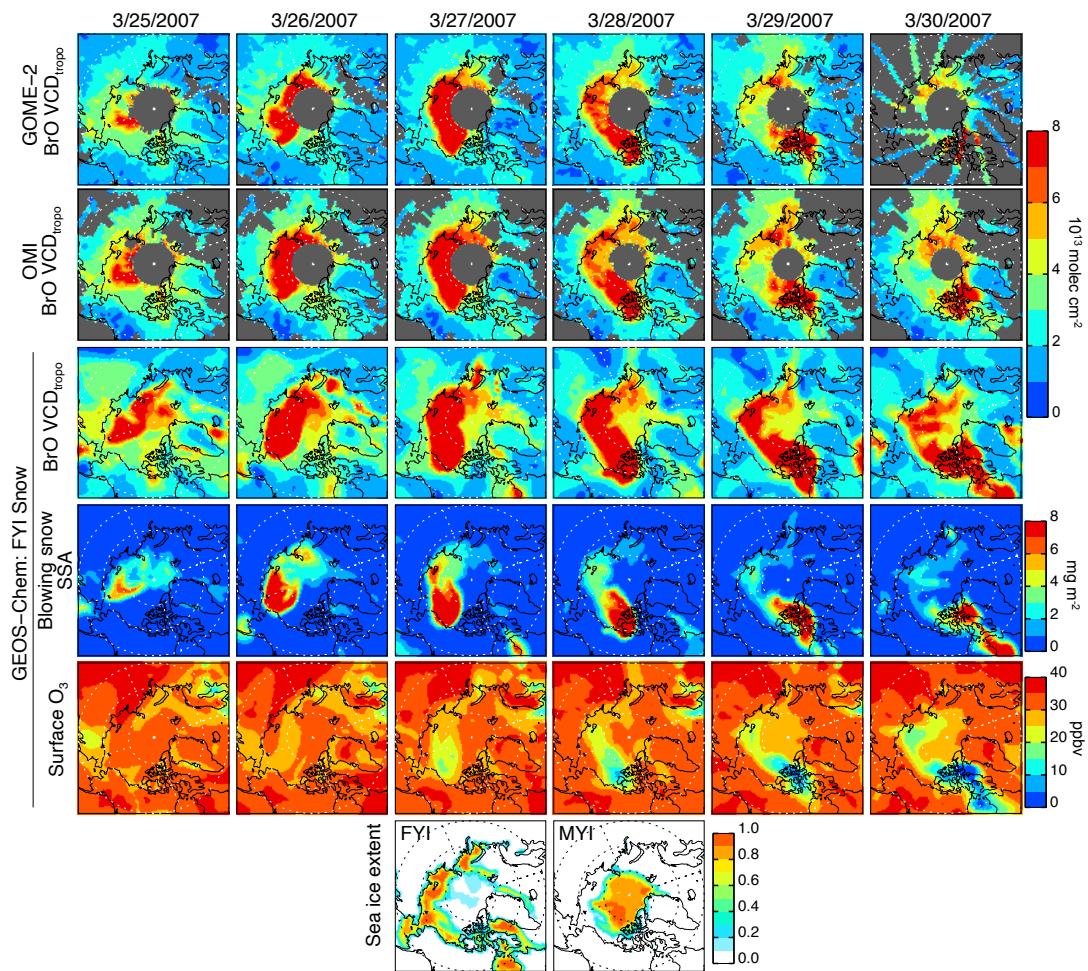 3/25/2007 3/26/2007 3/27/2007 3/28/2007 3/29/2007 3/30/2007
GOME−2
BrO VCDtropo
OMI
BrO VCDtropo
8
6
4
2
0
10¹³ molec cm⁻²
GEOS−Chem: FYI Snow
BrO VCDtropo
Blowing snow
SSA
8
6
4
2
0
mg m⁻²
Surface O₃
40
30
20
10
0
ppbv
Sea ice extent
FYI
MYI
1.0
0.8
0.6
0.4
0.2
0.0